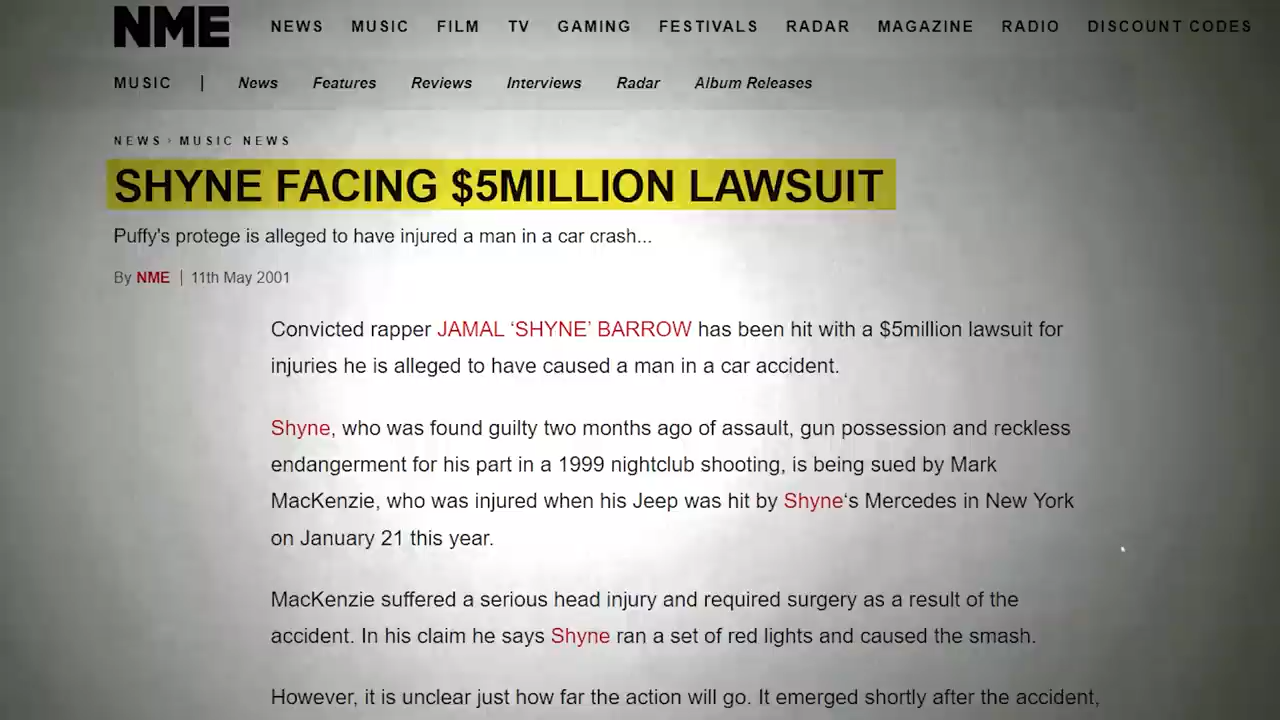 NME
NEWS MUSIC FILM TV GAMING FESTIVALS RADAR MAGAZINE RADIO DISCOUNT CODES
MUSIC | News Features Reviews Interviews Radar Album Releases
NEWS › MUSIC NEWS
SHYNE FACING $5MILLION LAWSUIT
Puffy's protege is alleged to have injured a man in a car crash...
By NME | 11th May 2001
Convicted rapper JAMAL ‘SHYNE’ BARROW has been hit with a $5million lawsuit for
injuries he is alleged to have caused a man in a car accident.
Shyne, who was found guilty two months ago of assault, gun possession and reckless
endangerment for his part in a 1999 nightclub shooting, is being sued by Mark
MacKenzie, who was injured when his Jeep was hit by Shyne‘s Mercedes in New York
on January 21 this year.
MacKenzie suffered a serious head injury and required surgery as a result of the
accident. In his claim he says Shyne ran a set of red lights and caused the smash.
However, it is unclear just how far the action will go. It emerged shortly after the accident,